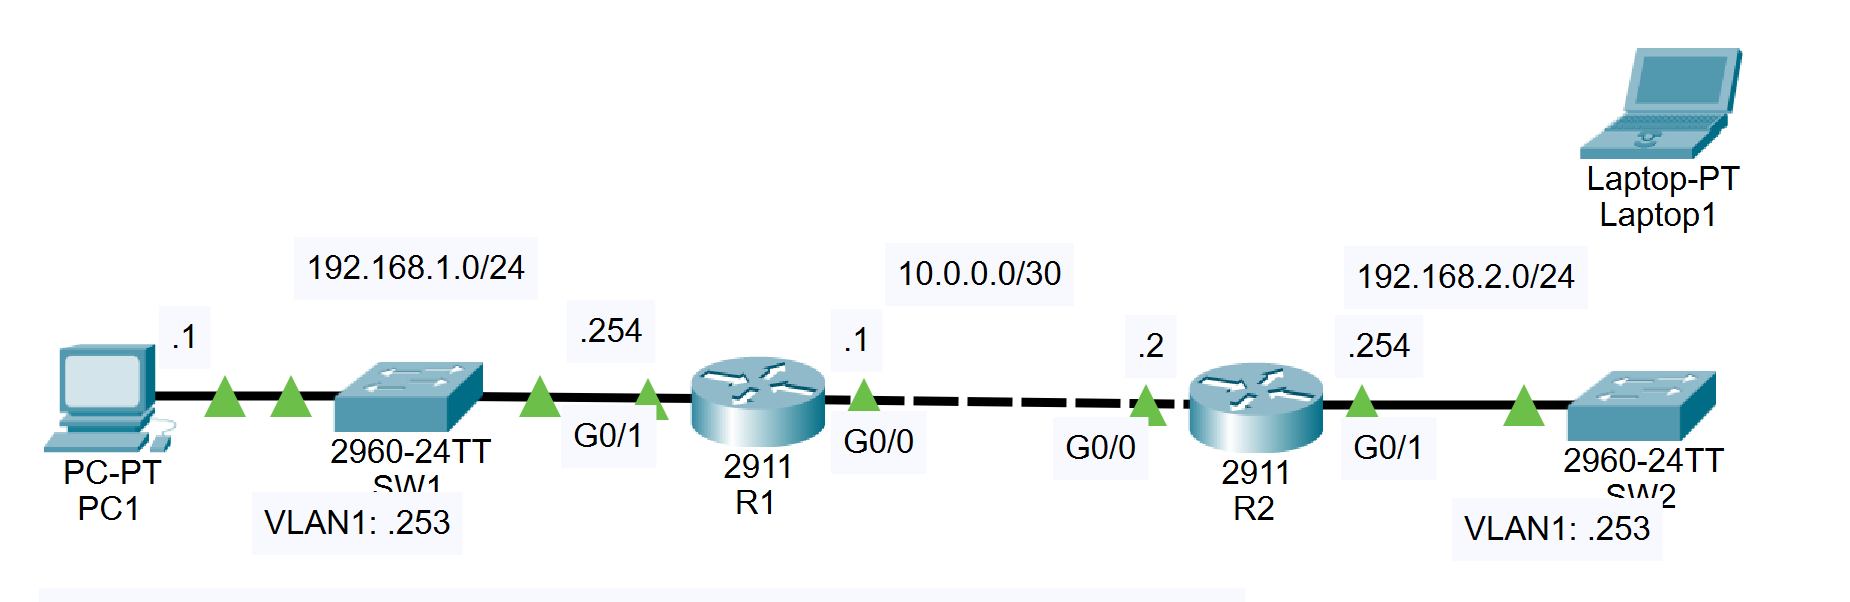 Laptop-PT
Laptop1
192.168.1.0/24
10.0.0.0/30
192.168.2.0/24
.1
.254
.1
.2
.254
PC-PT
PC1
2960-24TT
SW1
VLAN1: .253
G0/1
2911
R1
G0/0
G0/0
2911
R2
G0/1
2960-24TT
SW2
VLAN1: .253